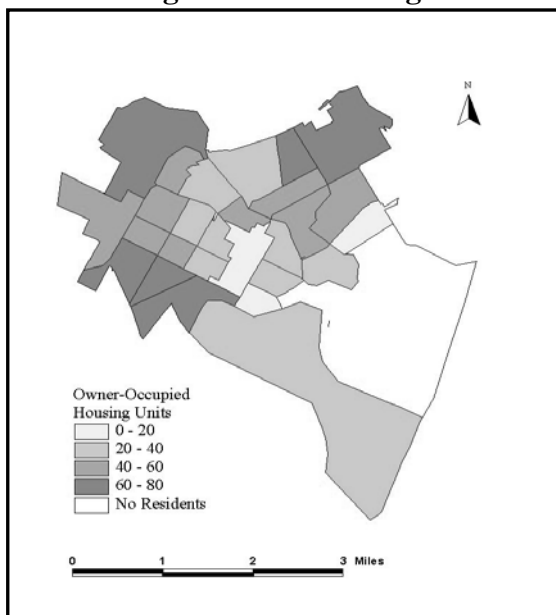 N
Owner-Occupied
Housing Units
0 - 20
20 - 40
40 - 60
60 - 80
No Residents
0 1 2 3 Miles